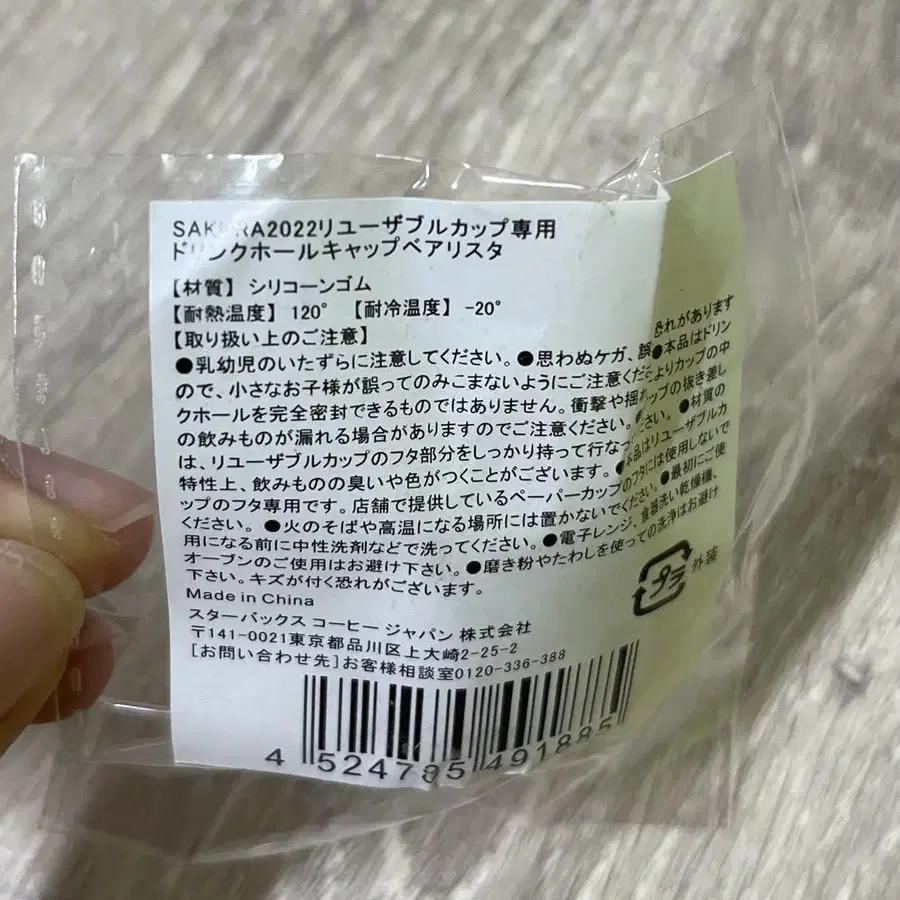 SAKURA2022リユーザブルカップ専用
ドリンクホールキャップベアリスタ
【材質】 シリコーンゴム
【耐熱温度】 120° 【耐冷温度】 -20°
【取り扱い上のご注意】
●乳幼児のいたずらに注意してください。●思わぬケガ、誤 恐れがあります
ので、小さなお子様が誤ってのみこまないようにご注意くだ ●本品はドリン
クホールを完全密封できるものではありません。衝撃や揺れ よりカップの中
の飲みものが漏れる場合がありますのでご注意ください。 ップの抜き差し
は、リユーザブルカップのフタ部分をしっかり持って行なっ ださい。 ●材質の
特性上、飲みものの臭いや色がつくことがございます。●本品はリユーザブルカ
ップのフタ専用です。店舗で提供しているペーパーカップのフタには使用しないで
ください。 ●火のそばや高温になる場所には置かないでください。●最初にご使
用になる前に中性洗剤などで洗ってください。●電子レンジ、食器洗い乾燥機、
オーブンのご使用はお避け下さい。●磨き粉やたわしを使っての洗浄はお避け
下さい。キズが付く恐れがございます。
プラ 外装
Made in China
スターバックス コーヒー ジャパン 株式会社
〒141-0021東京都品川区上大崎2-25-2
[お問い合わせ先]お客様相談室0120-336-388
4 524785 491885